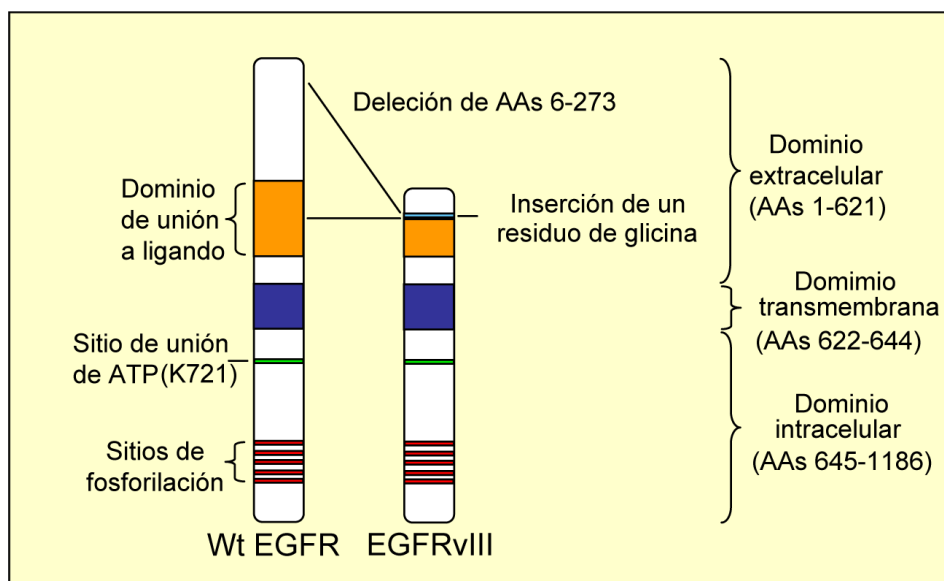 Deleción de AAs 6-273
Dominio
de unión
a ligando
Inserción de un
residuo de glicina
Dominio
extracelular
(AAs 1-621)
Domimio
transmembrana
(AAs 622-644)
Sitio de unión
de ATP(K721)
Dominio
intracelular
(AAs 645-1186)
Sitios de
fosforilación
Wt EGFR
EGFRvIII